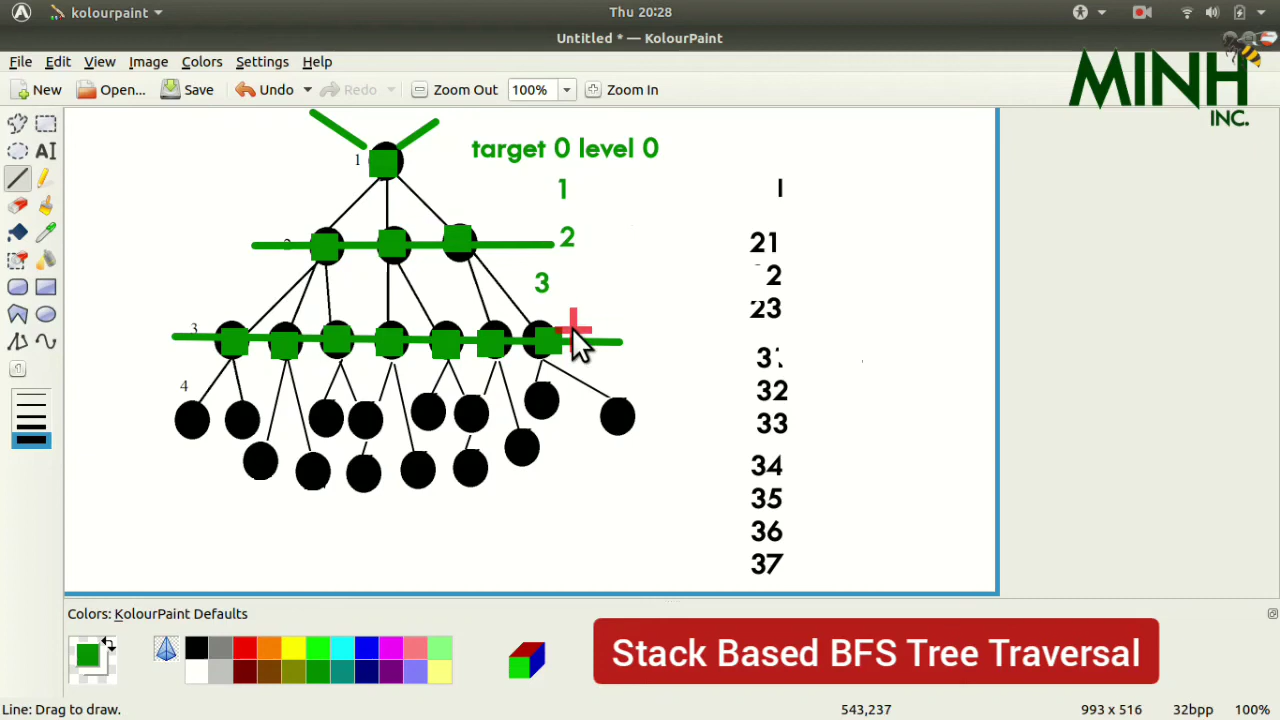 kolourpaint
Thu 20:28
Untitled * — KolourPaint
File Edit View Image Colors Settings Help
MINH
INC.
New Open... Save Undo Redo Zoom Out 100% Zoom In
target 0 level 0
1
1
1
2
2
21
2
3
23
3
32
4
33
34
35
36
37
Colors: KolourPaint Defaults
Stack Based BFS Tree Traversal
Line: Drag to draw.
543,237
993 x 516
32bpp
100%